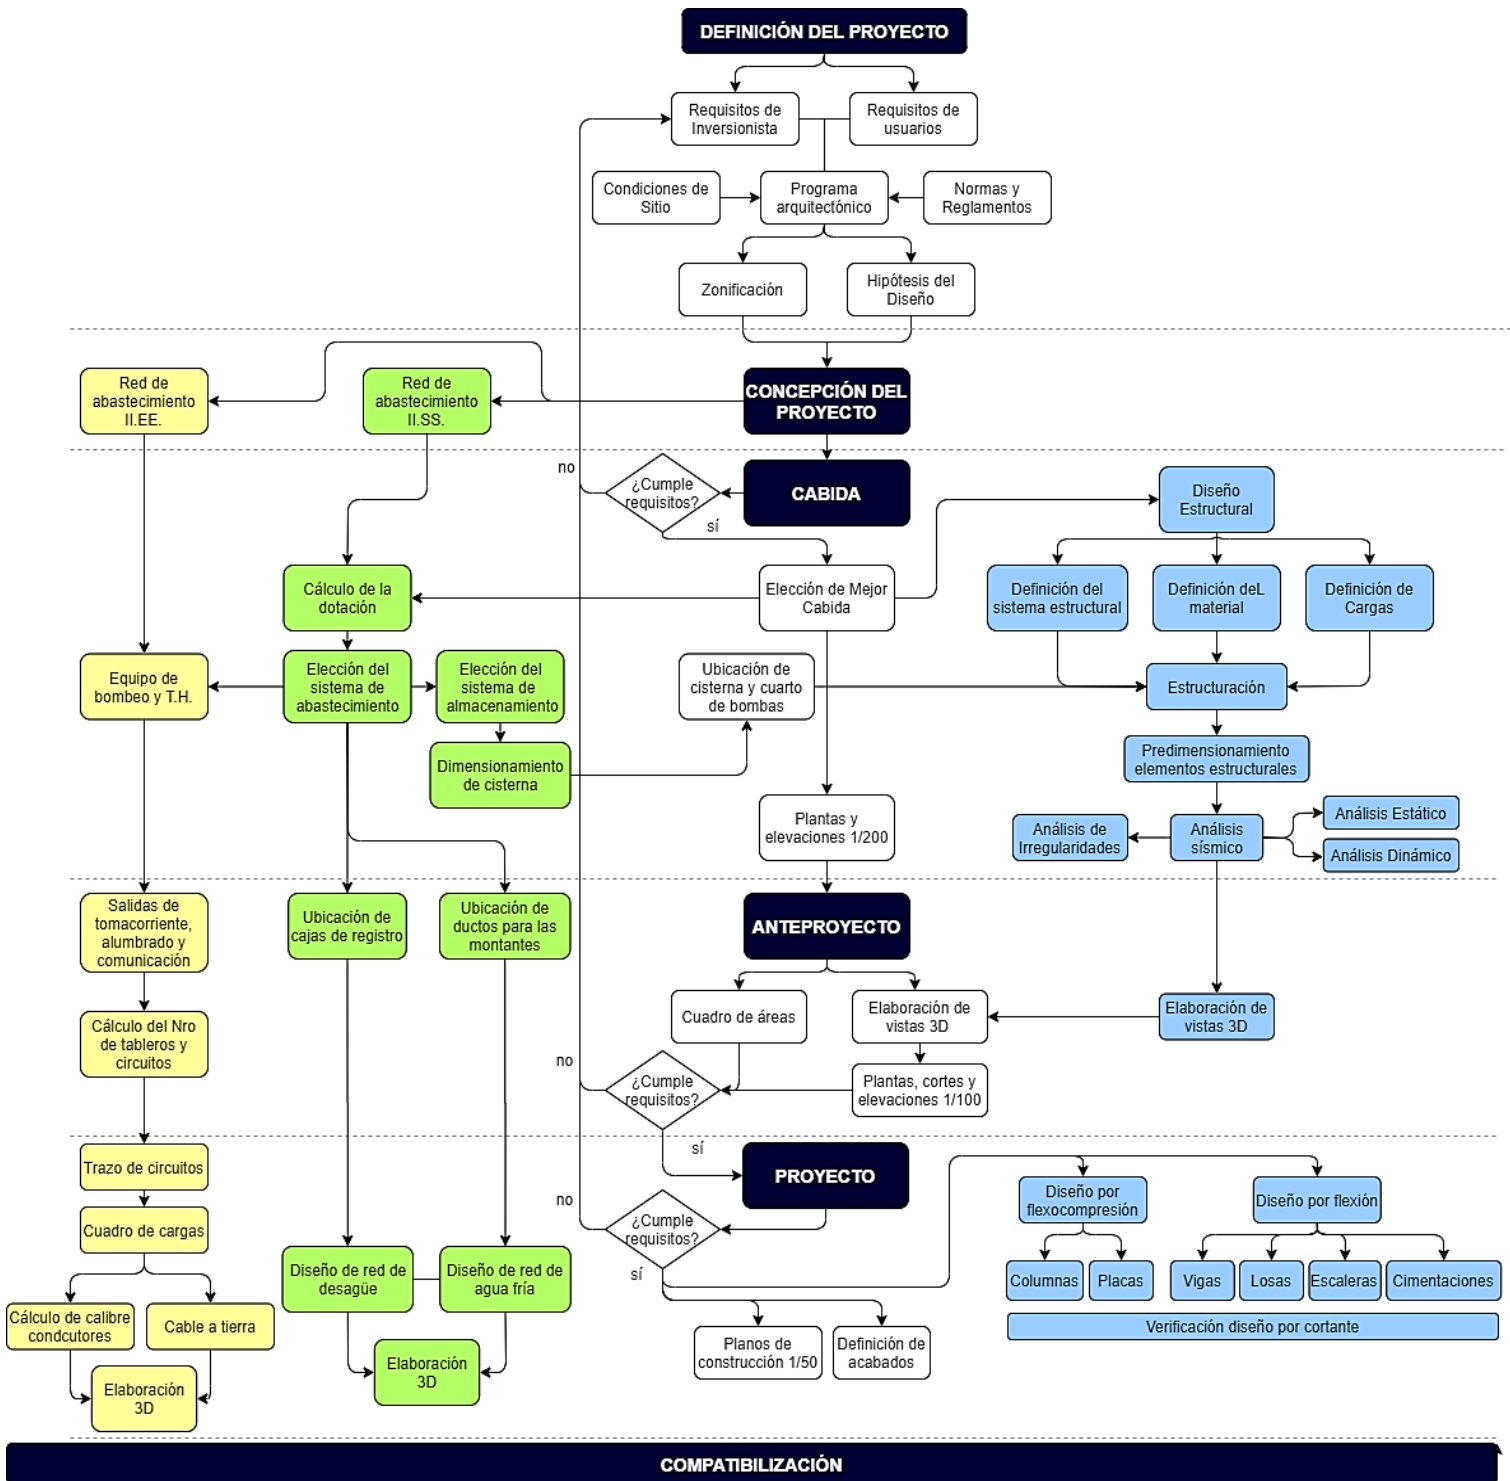 DEFINICIÓN DEL PROYECTO
Requisitos de
Inversionista
Requisitos de
usuarios
Condiciones de
Sitio
Programa
arquitectónico
Normas y
Reglamentos
Zonificación
Hipótesis del
Diseño
Red de
abastecimiento
II.EE.
Red de
abastecimiento
II.SS.
CONCEPCIÓN DEL
PROYECTO
no
¿Cumple
requisitos?
sí
CABIDA
Diseño
Estructural
Cálculo de la
dotación
Elección de Mejor
Cabida
Definición del
sistema estructural
Definición deL
material
Definición de
Cargas
Equipo de
bombeo y T.H.
Elección del
sistema de
abastecimiento
Elección del
sistema de
almacenamiento
Ubicación de
cisterna y cuarto
de bombas
Estructuración
Dimensionamiento
de cisterna
Predimensionamiento
elementos estructurales
Plantas y
elevaciones 1/200
Análisis de
Irregularidades
Análisis
sísmico
Análisis Estático
Análisis Dinámico
Salidas de
tomacorriente,
alumbrado y
comunicación
Ubicación de
cajas de registro
Ubicación de
ductos para las
montantes
ANTEPROYECTO
Cuadro de áreas
Elaboración de
vistas 3D
Elaboración de
vistas 3D
Cálculo del Nro
de tableros y
circuitos
no
¿Cumple
requisitos?
Plantas, cortes y
elevaciones 1/100
sí
Trazo de circuitos
PROYECTO
no
¿Cumple
requisitos?
sí
Diseño por
flexocompresión
Diseño por flexión
Cuadro de cargas
Diseño de red de
desagüe
Diseño de red de
agua fría
Columnas
Placas
Vigas
Losas
Escaleras
Cimentaciones
Cálculo de calibre
condcutores
Cable a tierra
Planos de
construcción 1/50
Definición de
acabados
Verificación diseño por cortante
Elaboración
3D
Elaboración
3D
COMPATIBILIZACIÓN